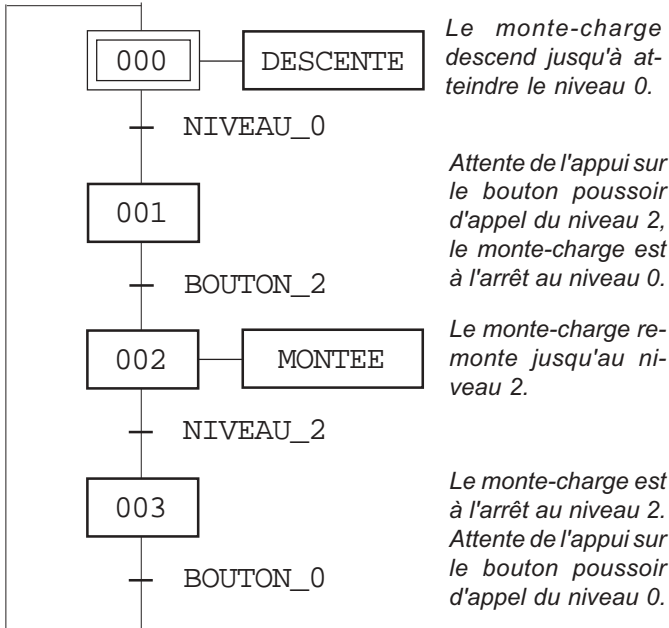 000
DESCENTE
Le monte-charge
descend jusqu'à at-
teindre le niveau 0.
NIVEAU_0
001
Attente de l'appui sur
le bouton poussoir
d'appel du niveau 2,
le monte-charge est
à l'arrêt au niveau 0.
BOUTON_2
002
MONTEE
Le monte-charge re-
monte jusqu'au ni-
veau 2.
NIVEAU_2
003
Le monte-charge est
à l'arrêt au niveau 2.
Attente de l'appui sur
le bouton poussoir
d'appel du niveau 0.
BOUTON_0